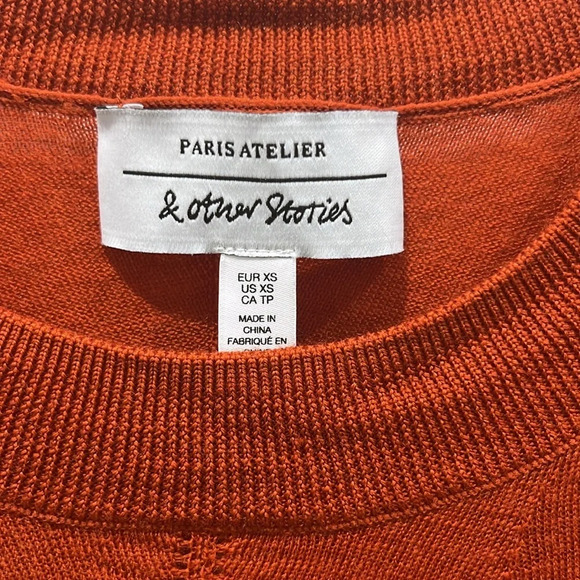 PARIS ATELIER
& other Stories
EUR XS
US XS
CA TP
MADE IN
CHINA
FABRIQUÉ EN